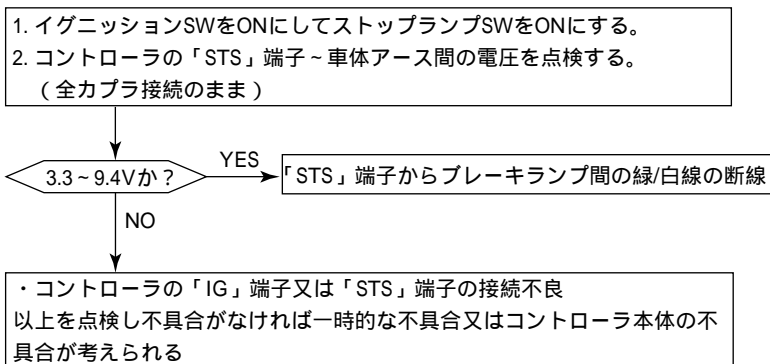 1. イグニッションSWをONにしてストップランプSWをONにする。
2. コントローラの「STS」端子~車体アース間の電圧を点検する。
(全カプラ接続のまま)
3.3~9.4Vか?
YES
「STS」端子からブレーキランプ間の緑/白線の断線
NO
・コントローラの「IG」端子又は「STS」端子の接続不良
以上を点検し不具合がなければ一時的な不具合又はコントローラ本体の不
具合が考えられる